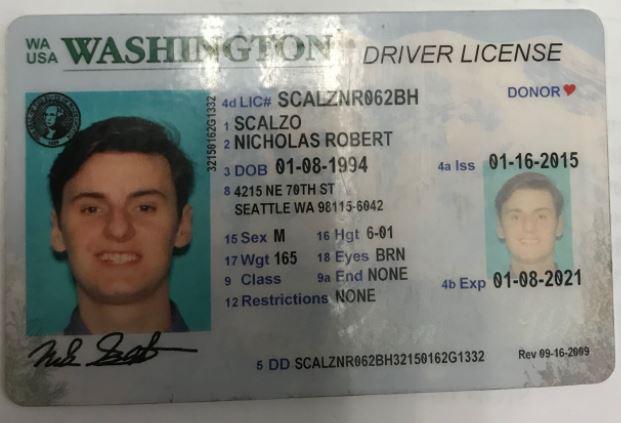 WA USA WASHINGTON DRIVER LICENSE
4d LIC# SCALZNR062BH
DONOR
1 SCALZO
2 NICHOLAS ROBERT
3 DOB 01-08-1994
4a Iss 01-16-2015
8 4215 NE 70TH ST
SEATTLE WA 98115-6042
15 Sex M 16 Hgt 6-01
17 Wgt 165 18 Eyes BRN
9 Class 9a End NONE
4b Exp 01-08-2021
12 Restrictions NONE
5 DD SCALZNR062BH32150162G1332
Rev 09-16-2009
32150162G1332